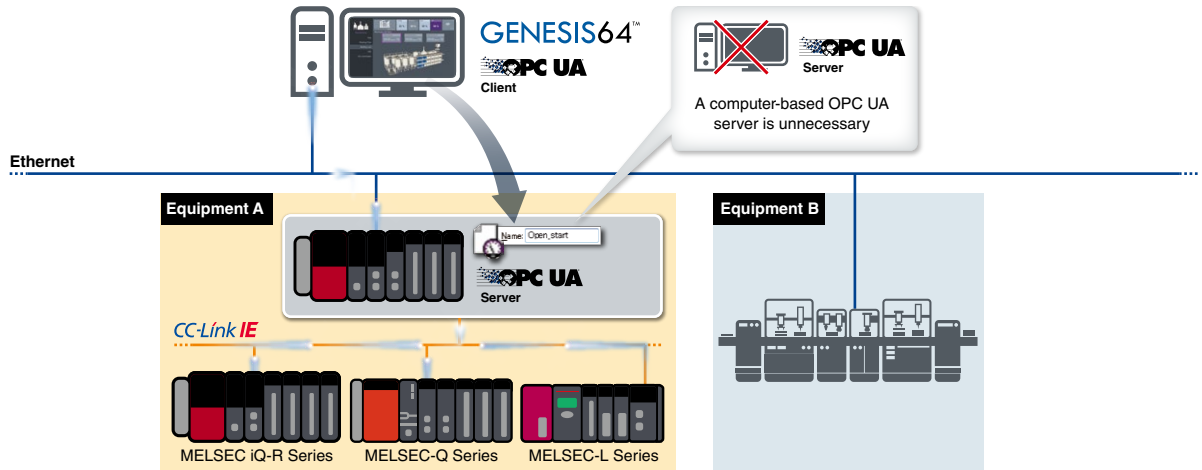 GENESIS64™
OPC UA
Client
OPC UA
Server
A computer-based OPC UA
server is unnecessary
Ethernet
Equipment A
Name: Open_start
OPC UA
Server
Equipment B
CC-Link IE
MELSEC iQ-R Series
MELSEC-Q Series
MELSEC-L Series